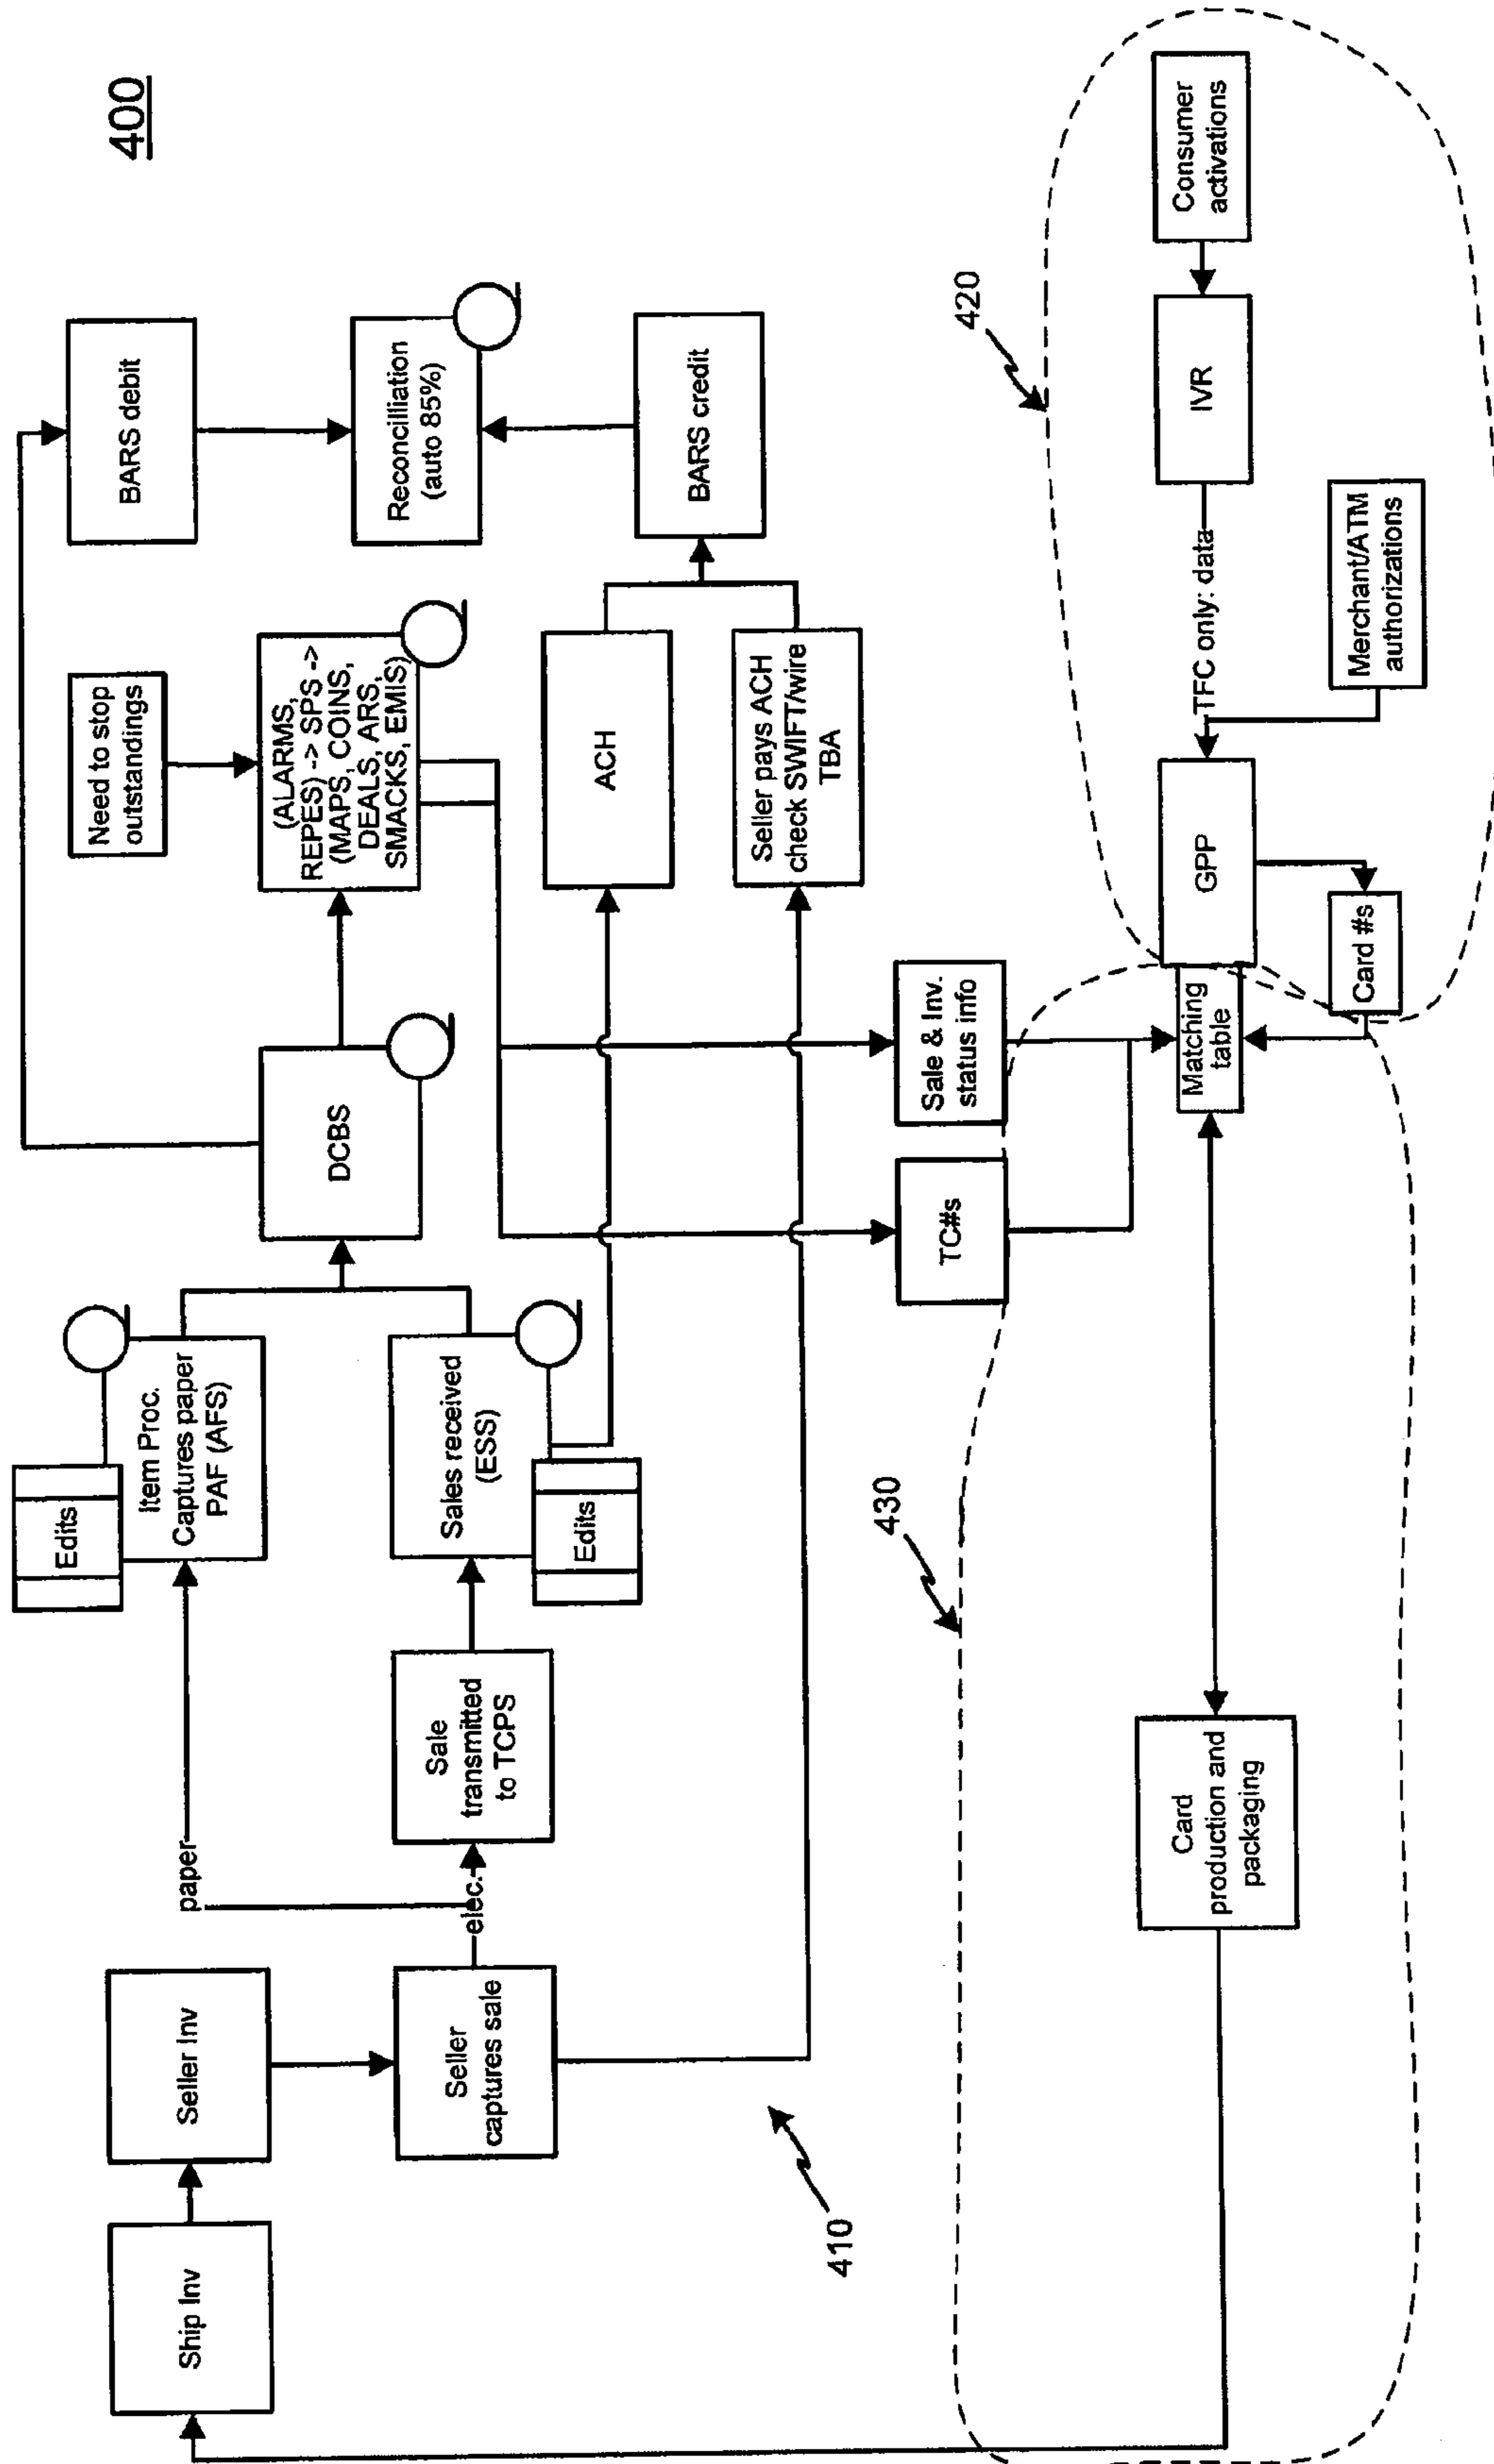 400
Ship Inv
Seller Inv
Seller
captures sale
paper
elec.
Sale
transmitted
to TCPS
Edits
Item Proc.
Captures paper
PAF (AFS)
Sales received
(ESS)
Edits
DCBS
Need to stop
outstandings
(ALARMS,
REPES) -> SPS ->
(MAPS, COINS,
DEALS, ARS,
SMACKS, EMIS)
ACH
Seller pays ACH
check SWIFT/wire
TBA
BARS debit
Reconcilliation
(auto 85%)
BARS credit
410
430
420
TC#s
Sale & Inv.
status info
Card
production and
packaging
Matching
table
GPP
Card #s
TFC only: data
IVR
Consumer
activations
Merchant/ATM
authorizations